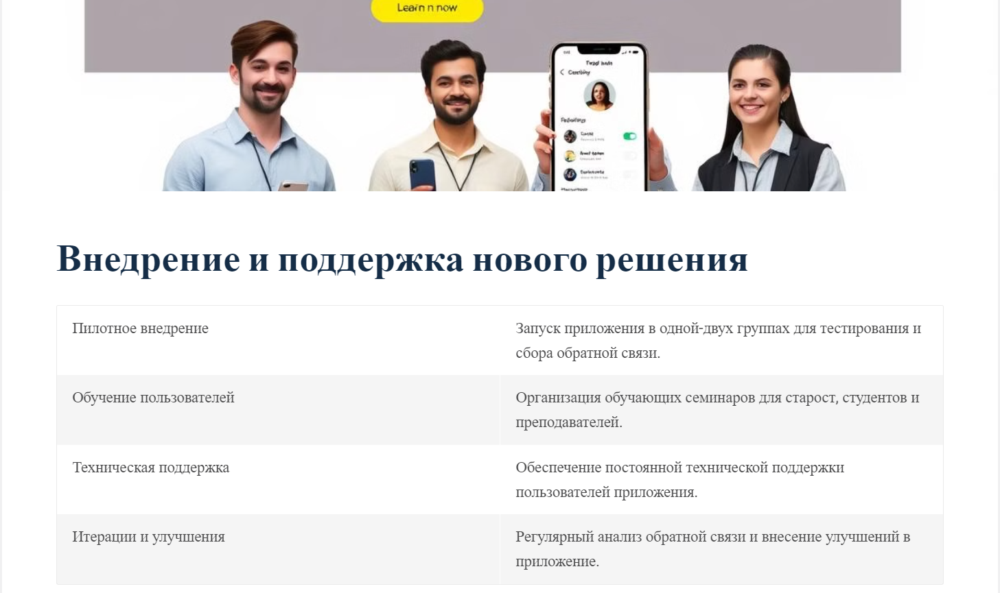 now
Внедрение и поддержка нового решения
Пилотное внедрение
Запуск приложения в одной-двух группах для тестирования и
сбора обратной связи.
Обучение пользователей
Организация обучающих семинаров для старост, студентов и
преподавателей.
Техническая поддержка
Обеспечение постоянной технической поддержки
пользователей приложения.
Итерации и улучшения
Регулярный анализ обратной связи и внесение улучшений в
приложение.